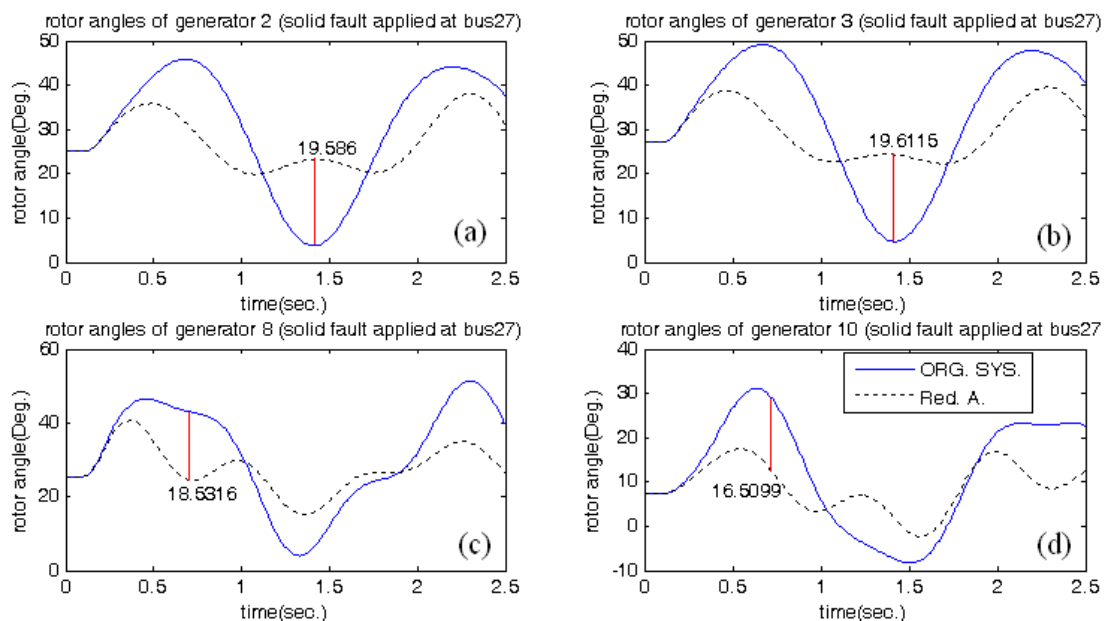 rotor angles of generator 2 (solid fault applied at bus27)
50
40
30
20
10
0
rotor angle(Deg.)
19.586
(a)
0 0.5 1 1.5 2 2.5
time(sec.)
rotor angles of generator 3 (solid fault applied at bus27)
50
40
30
20
10
0
rotor angle(Deg.)
19.6115
(b)
0 0.5 1 1.5 2 2.5
time(sec.)
rotor angles of generator 8 (solid fault applied at bus27)
60
40
20
0
rotor angle(Deg.)
18.5316
(c)
0 0.5 1 1.5 2 2.5
time(sec.)
rotor angles of generator 10 (solid fault applied at bus27
40
30
20
10
0
-10
rotor angle(Deg.)
ORG. SYS.
Red. A.
16.5099
(d)
0 0.5 1 1.5 2 2.5
time(sec.)